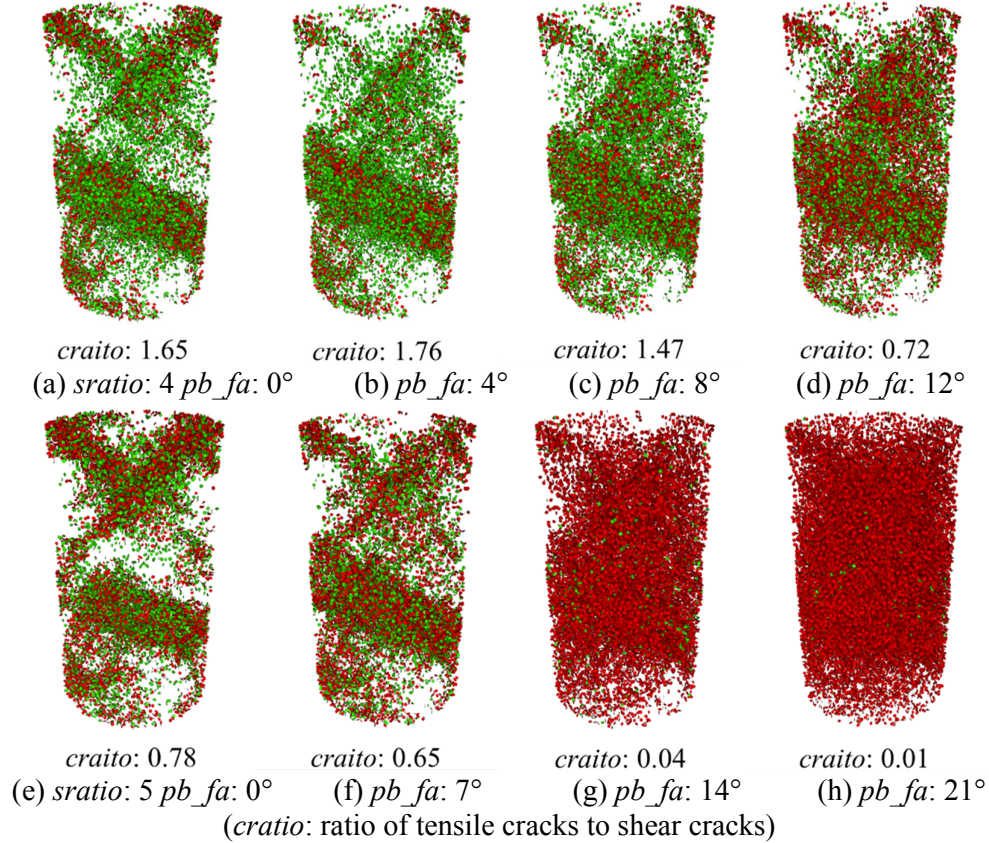 craito: 1.65 craito: 1.76 craito: 1.47 craito: 0.72
(a) sratio: 4 pb_fa: 0° (b) pb_fa: 4° (c) pb_fa: 8° (d) pb_fa: 12°
craito: 0.78 craito: 0.65 craito: 0.04 craito: 0.01
(e) sratio: 5 pb_fa: 0° (f) pb_fa: 7° (g) pb_fa: 14° (h) pb_fa: 21°
(cratio: ratio of tensile cracks to shear cracks)